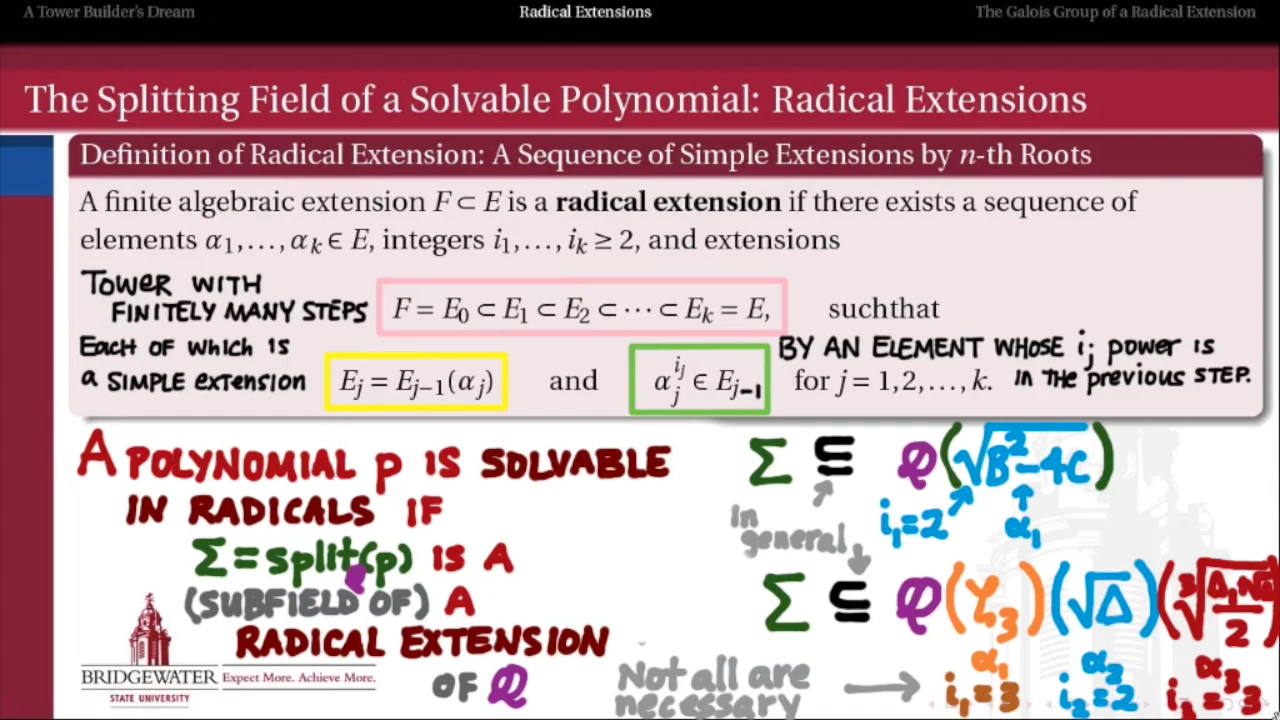 A Tower Builder's Dream
Radical Extensions
The Galois Group of a Radical Extension
The Splitting Field of a Solvable Polynomial: Radical Extensions
Definition of Radical Extension: A Sequence of Simple Extensions by n-th Roots
A finite algebraic extension F ⊂ E is a radical extension if there exists a sequence of
elements α₁,…, αₖ ∈ E, integers i₁,…, iₖ ≥ 2, and extensions
TOWER WITH
FINITELY MANY STEPS
F = E₀ ⊂ E₁ ⊂ E₂ ⊂ ⋯ ⊂ Eₖ = E, suchthat
EACH OF WHICH IS
a SIMPLE extension
Eⱼ = Eⱼ₋₁(αⱼ) and αⱼ^{iⱼ} ∈ Eⱼ₋₁ for j = 1,2,…, k.
BY AN ELEMENT WHOSE iⱼ power is
IN THE previous STEP.
A POLYNOMIAL p IS SOLVABLE
IN RADICALS IF
Σ = split_Q(p) IS A
(SUBFIELD OF) A
RADICAL EXTENSION
OF Q
Σ ⊆ Q(√B²-4C)
in general
i₁=2 α₁
Σ ⊆ Q(ζ₃)(√Δ)(∛
2
α₁ α₂ α₃
i₁=3 i₂=2 i₃=3
Not all are
necessary →
BRIDGEWATER
STATE UNIVERSITY
Expect More. Achieve More.